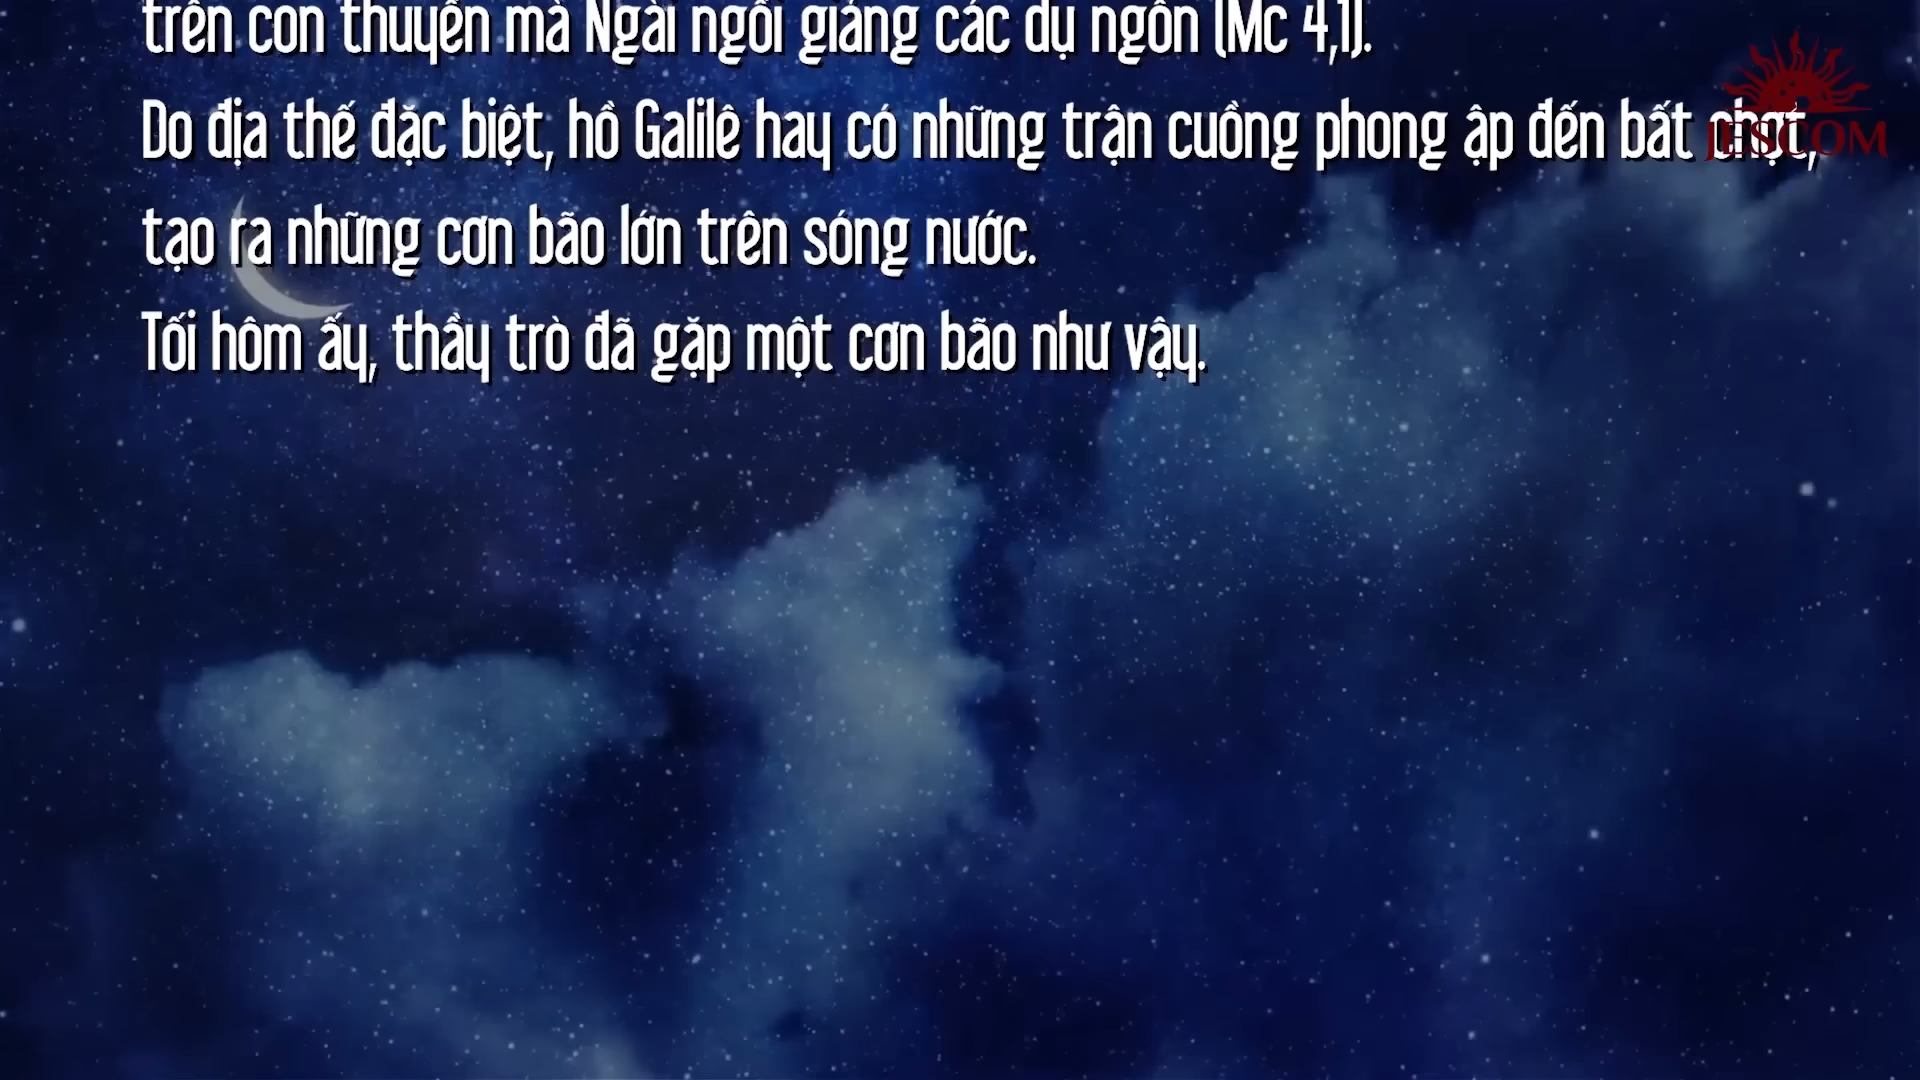 trên con thuyền mà Ngài ngồi giảng các dụ ngôn (Mc 4,1).
Do địa thế đặc biệt, hồ Galilê hay có những trận cuồng phong ập đến bất chợt,
JESCOM
tạo ra những cơn bão lớn trên sóng nước.
Tối hôm ấy, thầy trò đã gặp một cơn bão như vậy.